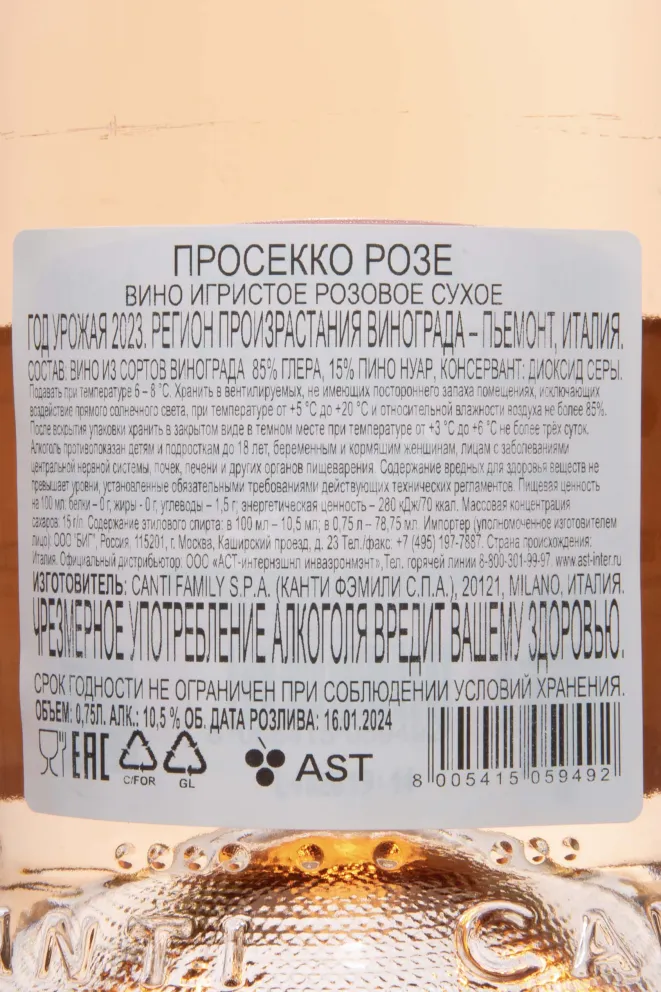 ПРОСЕККО РОЗЕ
ВИНО ИГРИСТОЕ РОЗОВОЕ СУХОЕ
ГОД УРОЖАЯ 2023. РЕГИОН ПРОИЗРАСТАНИЯ ВИНОГРАДА – ПЬЕМОНТ, ИТАЛИЯ.
СОСТАВ: ВИНО ИЗ СОРТОВ ВИНОГРАДА 85% ГЛЕРА, 15% ПИНО НУАР, КОНСЕРВАНТ: ДИОКСИД СЕРЫ.
Подавать при температуре 6 – 8 °С. Хранить в вентилируемых, не имеющих постороннего запаха помещениях, исключающих
воздействие прямого солнечного света, при температуре от +5 °С до +20 °С и относительной влажности воздуха не более 85%.
После вскрытия упаковки хранить в закрытом виде в темном месте при температуре от +3 °С до +6 °С не более трёх суток.
Алкоголь противопоказан детям и подросткам до 18 лет, беременным и кормящим женщинам, лицам с заболеваниями
центральной нервной системы, почек, печени и других органов пищеварения. Содержание вредных для здоровья веществ не
превышает уровни, установленные обязательными требованиями действующих технических регламентов. Пищевая ценность
на 100 мл: белки – 0 г, жиры - 0 г, углеводы – 1,5 г; энергетическая ценность – 280 кДж/70 ккал. Массовая концентрация
сахаров: 15 г/л. Содержание этилового спирта: в 100 мл – 10,5 мл; в 0,75 л – 78,75 мл. Импортер (уполномоченное изготовителем
лицо): ООО "БИГ", Россия, 115201, г. Москва, Каширский проезд, д. 23 Тел./факс: +7 (495) 197-7887. Страна происхождения:
Италия. Официальный дистрибьютор: ООО «АСТ-интернэшнл инваэронмэнт», Тел. горячей линии 8-800-301-99-97. www.ast-inter.ru
ИЗГОТОВИТЕЛЬ: CANTI FAMILY S.P.A. (КАНТИ ФЭМИЛИ С.П.А.), 20121, MILANO, ИТАЛИЯ.
ЧРЕЗМЕРНОЕ УПОТРЕБЛЕНИЕ АЛКОГОЛЯ ВРЕДИТ ВАШЕМУ ЗДОРОВЬЮ.
СРОК ГОДНОСТИ НЕ ОГРАНИЧЕН ПРИ СОБЛЮДЕНИИ УСЛОВИЙ ХРАНЕНИЯ.
ОБЪЕМ: 0,75Л. АЛК.: 10,5 % ОБ. ДАТА РОЗЛИВА: 16.01.2024
EAC
C/FOR
GL
AST
8 005415 059492
ANTI CA